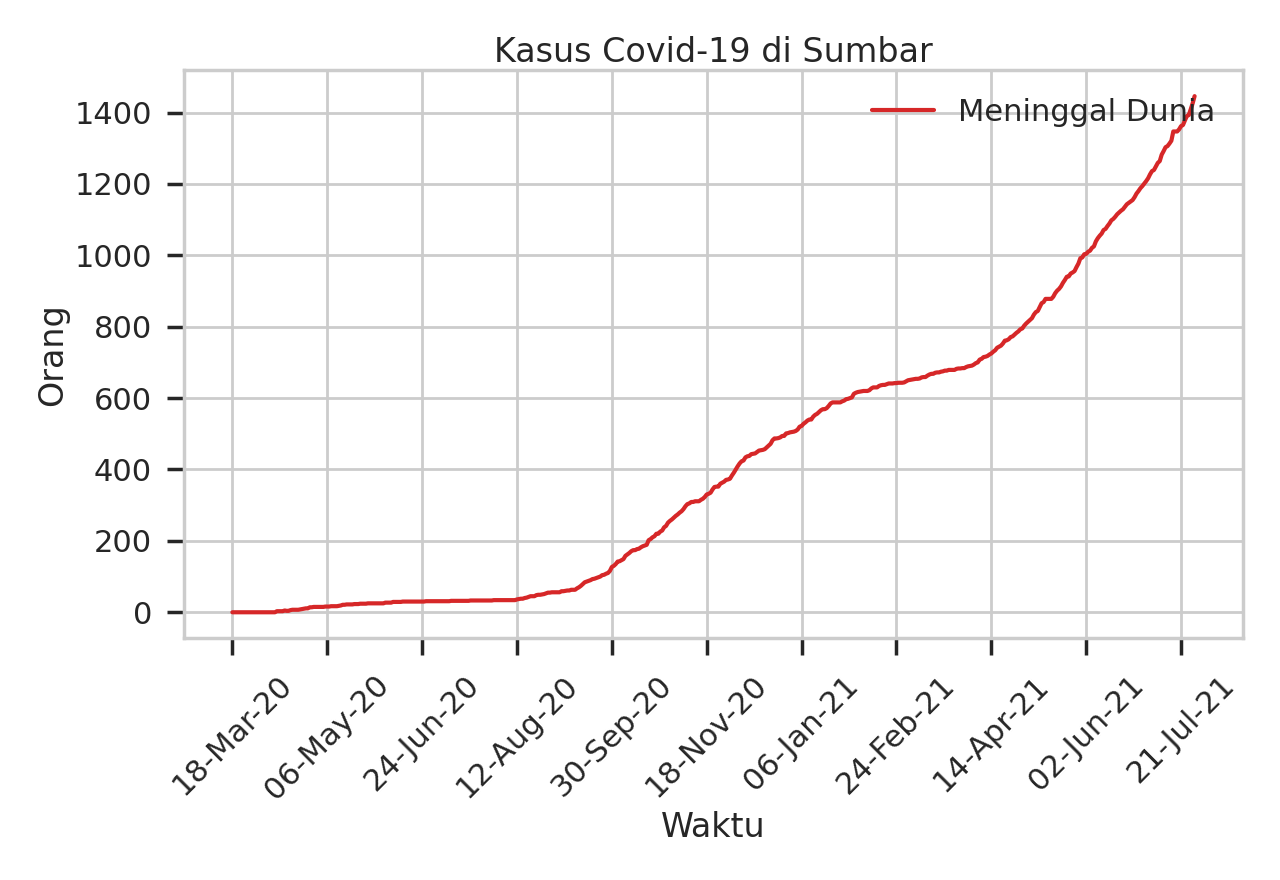 Kasus Covid-19 di Sumbar
Meninggal Dunia
1400
1200
1000
800
600
400
200
0
Orang
18-Mar-20
06-May-20
24-Jun-20
12-Aug-20
30-Sep-20
18-Nov-20
06-Jan-21
24-Feb-21
14-Apr-21
02-Jun-21
21-Jul-21
Waktu